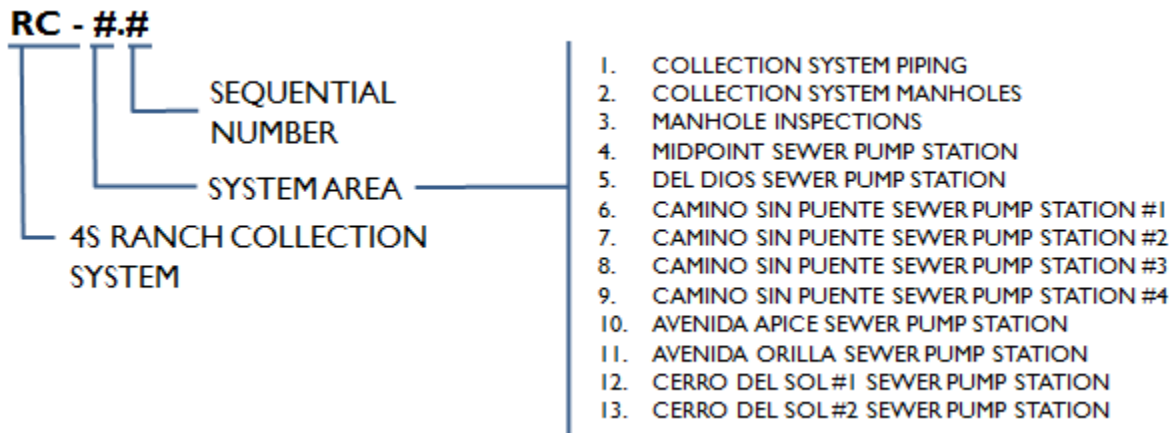 RC - #.#
SEQUENTIAL
NUMBER
SYSTEM AREA
4S RANCH COLLECTION
SYSTEM
1. COLLECTION SYSTEM PIPING
2. COLLECTION SYSTEM MANHOLES
3. MANHOLE INSPECTIONS
4. MIDPOINT SEWER PUMP STATION
5. DEL DIOS SEWER PUMP STATION
6. CAMINO SIN PUENTE SEWER PUMP STATION #1
7. CAMINO SIN PUENTE SEWER PUMP STATION #2
8. CAMINO SIN PUENTE SEWER PUMP STATION #3
9. CAMINO SIN PUENTE SEWER PUMP STATION #4
10. AVENIDA APICE SEWER PUMP STATION
11. AVENIDA ORILLA SEWER PUMP STATION
12. CERRO DEL SOL #1 SEWER PUMP STATION
13. CERRO DEL SOL #2 SEWER PUMP STATION